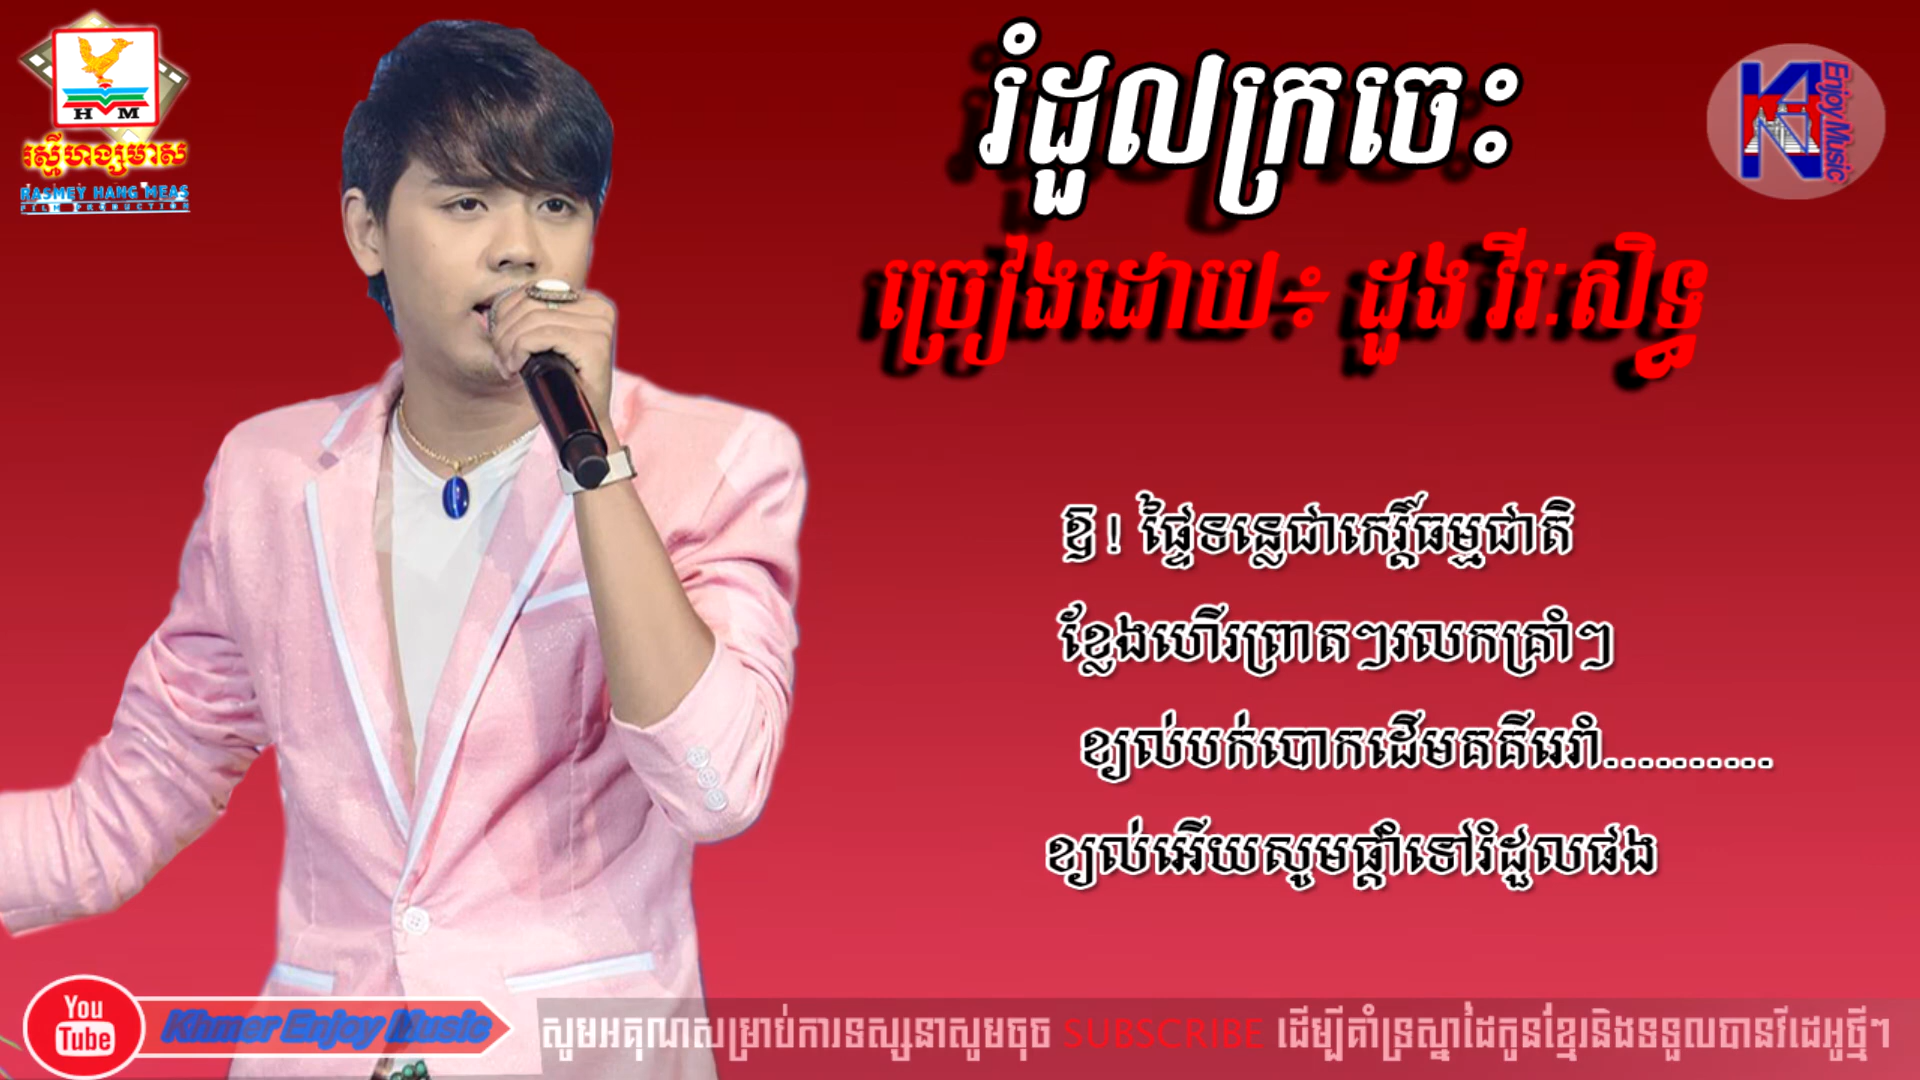 HM
រស្មីហង្សមាស
RASMEY HANG MEAS
FILM PRODUCTION
រំដួលក្រចេះ
Enjoy Music
ច្រៀងដោយ៖ ដួង វីរៈសិទ្ធ
ឱ! ផ្ទៃទន្លេជាកេរ្តិ៍ធម្មជាតិ
ខ្លែងហើរព្រាតៗរលកគ្រាំៗ
ខ្យល់បក់បោកដើមគគីររេរាំ..........
ខ្យល់អើយសូមផ្តាំទៅរំដួលផង
You
Tube
Khmer Enjoy Music
សូមអគុណសម្រាប់ការទស្សនាសូមចុច SUBSCRIBE ដើម្បីគាំទ្រស្នាដៃកូនខ្មែរនិងទទួលបានវីដេអូថ្មីៗ